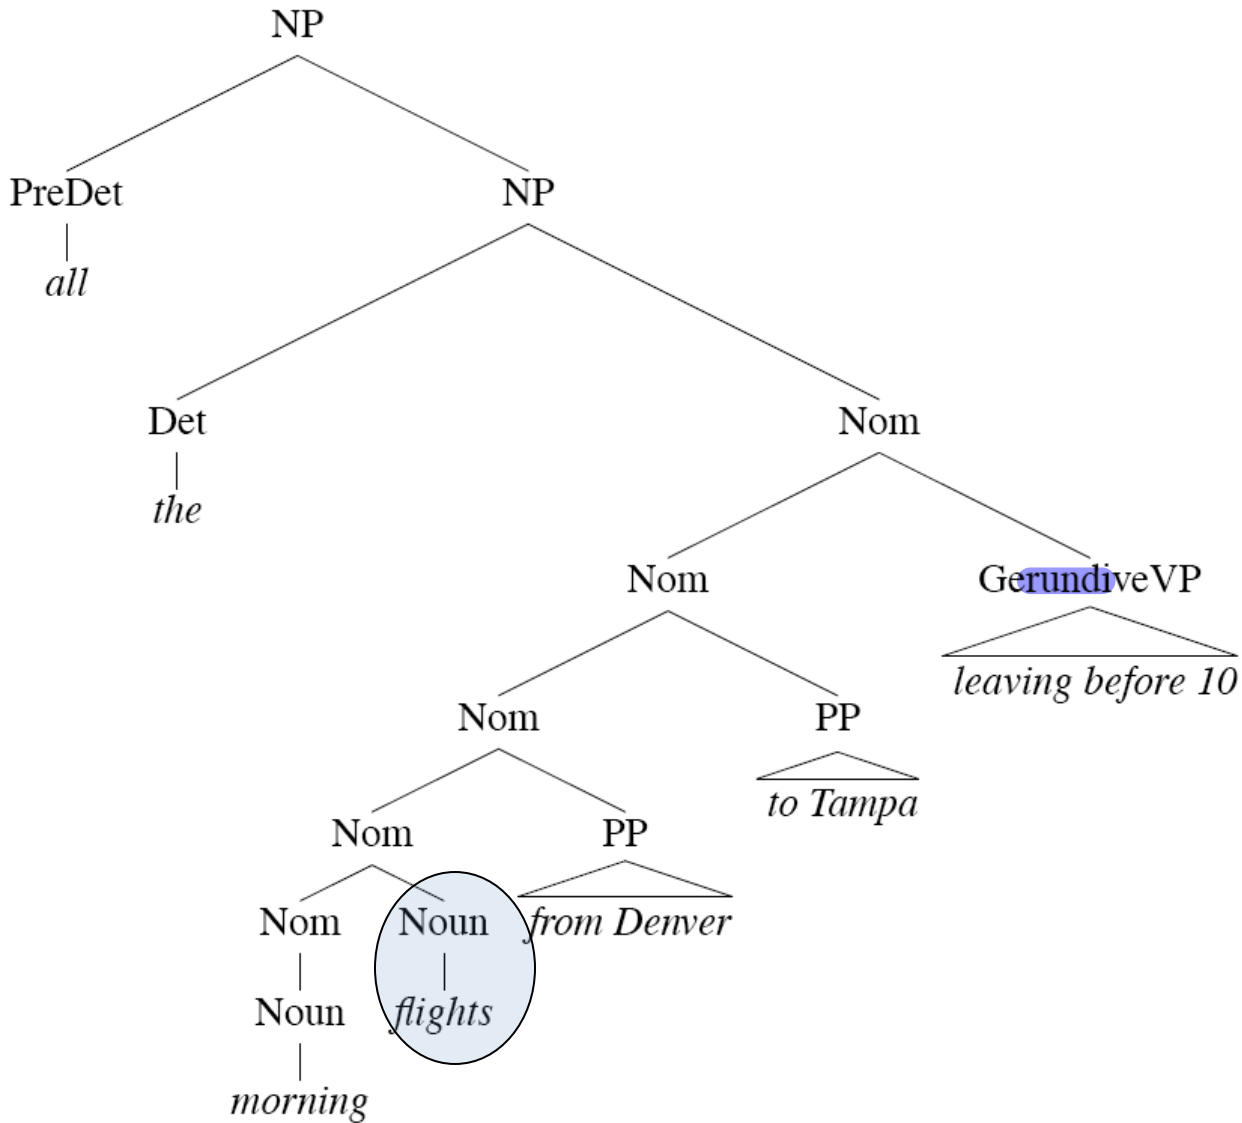 NP
PreDet NP
all
Det Nom
the
Nom GerundiveVP
leaving before 10
Nom PP
to Tampa
Nom PP
Nom Noun from Denver
Noun flights
morning